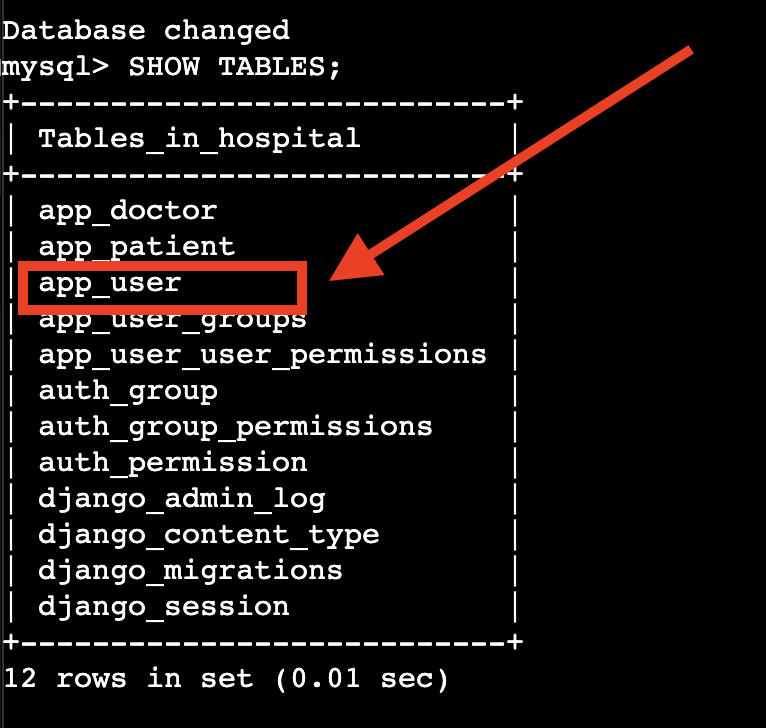 Database changed
mysql> SHOW TABLES;
+---------------------------+
| Tables_in_hospital        |
+---------------------------+
| app_doctor                |
| app_patient               |
| app_user                  |
| app_user_groups           |
| app_user_user_permissions |
| auth_group                |
| auth_group_permissions    |
| auth_permission           |
| django_admin_log          |
| django_content_type       |
| django_migrations         |
| django_session            |
+---------------------------+
12 rows in set (0.01 sec)